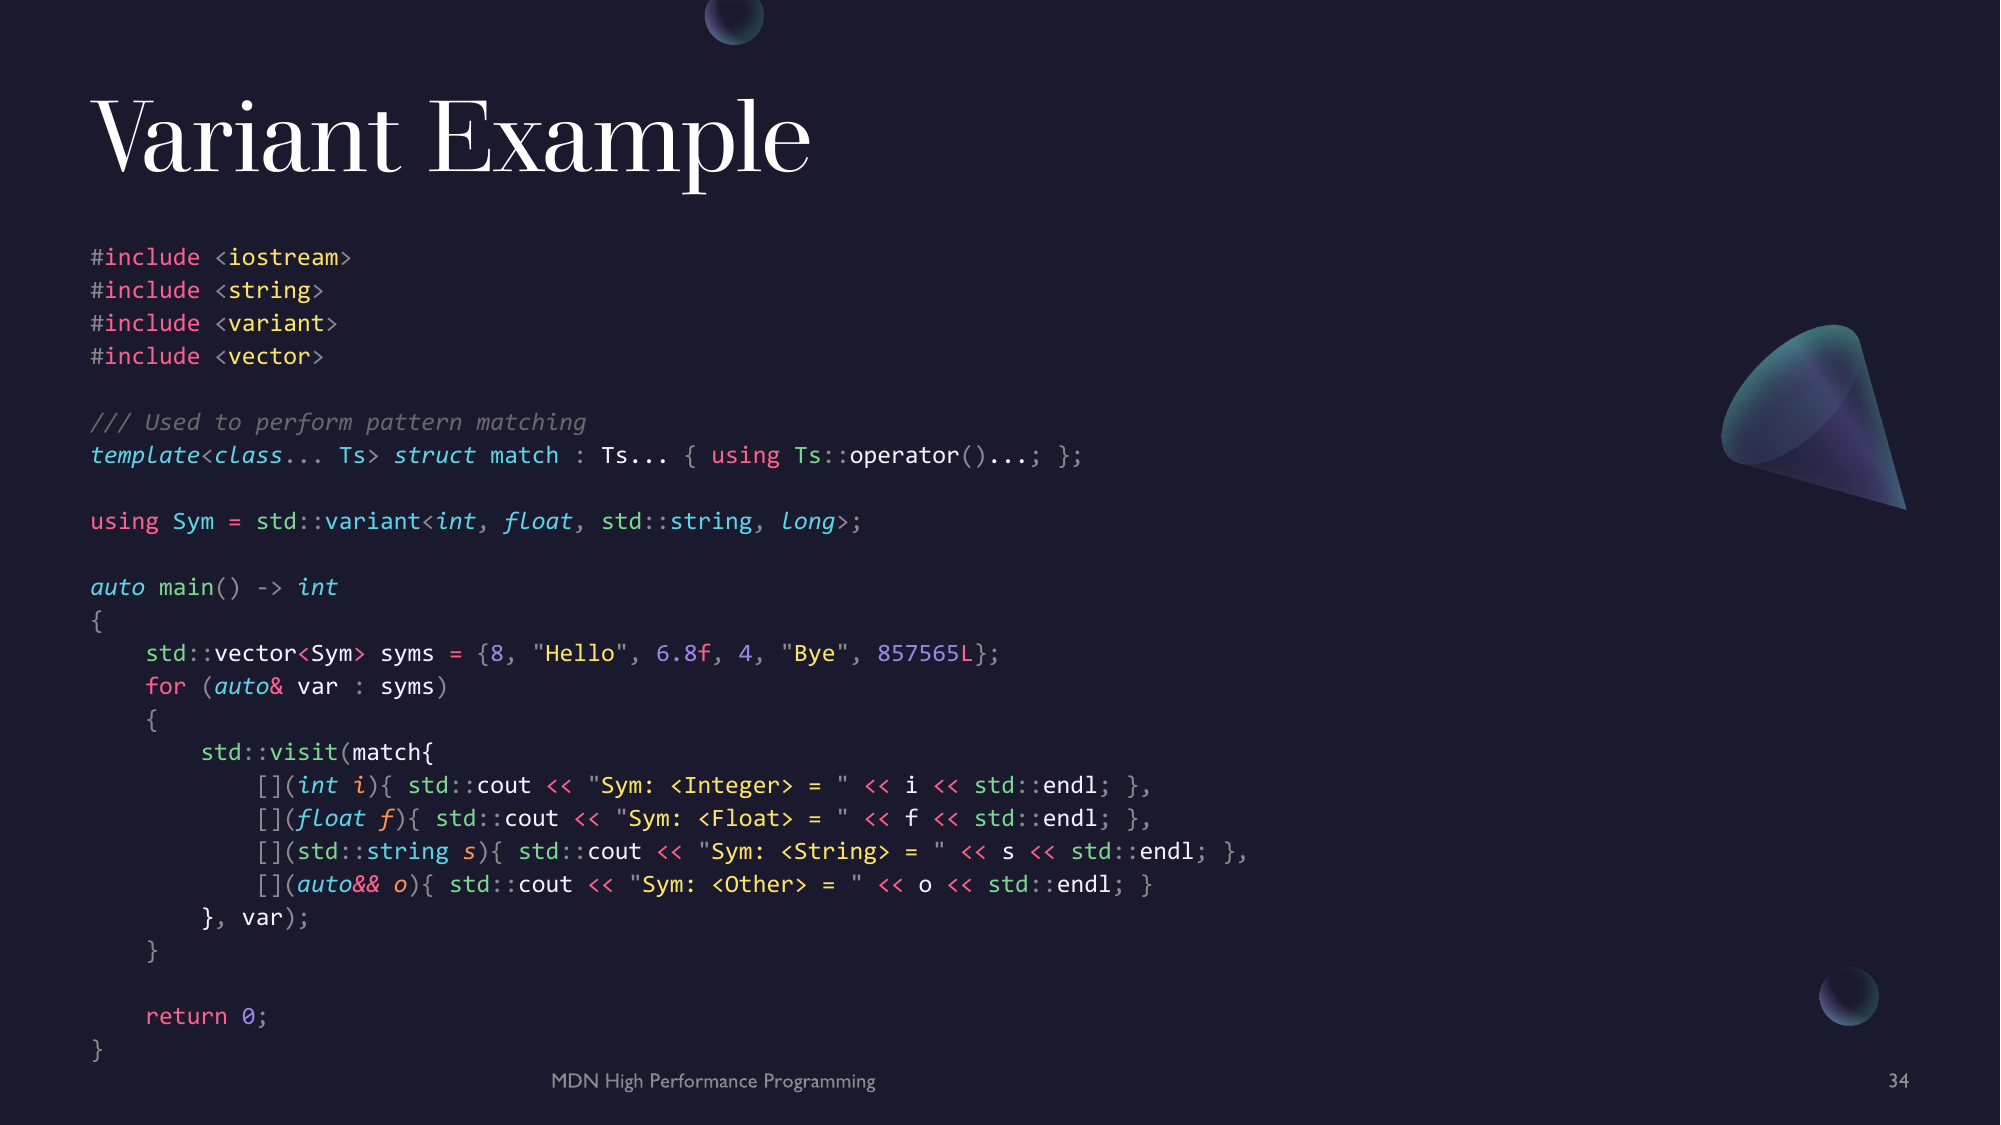 Variant Example
#include <iostream>
#include <string>
#include <variant>
#include <vector>
/// Used to perform pattern matching
template<class... Ts> struct match : Ts... { using Ts::operator()...; };
using Sym = std::variant<int, float, std::string, long>;
auto main() -> int
{
    std::vector<Sym> syms = {8, "Hello", 6.8f, 4, "Bye", 857565L};
    for (auto& var : syms)
    {
        std::visit(match{
            [](int i){ std::cout << "Sym: <Integer> = " << i << std::endl; },
            [](float f){ std::cout << "Sym: <Float> = " << f << std::endl; },
            [](std::string s){ std::cout << "Sym: <String> = " << s << std::endl; },
            [](auto&& o){ std::cout << "Sym: <Other> = " << o << std::endl; }
        }, var);
    }
    return 0;
}
MDN High Performance Programming
34